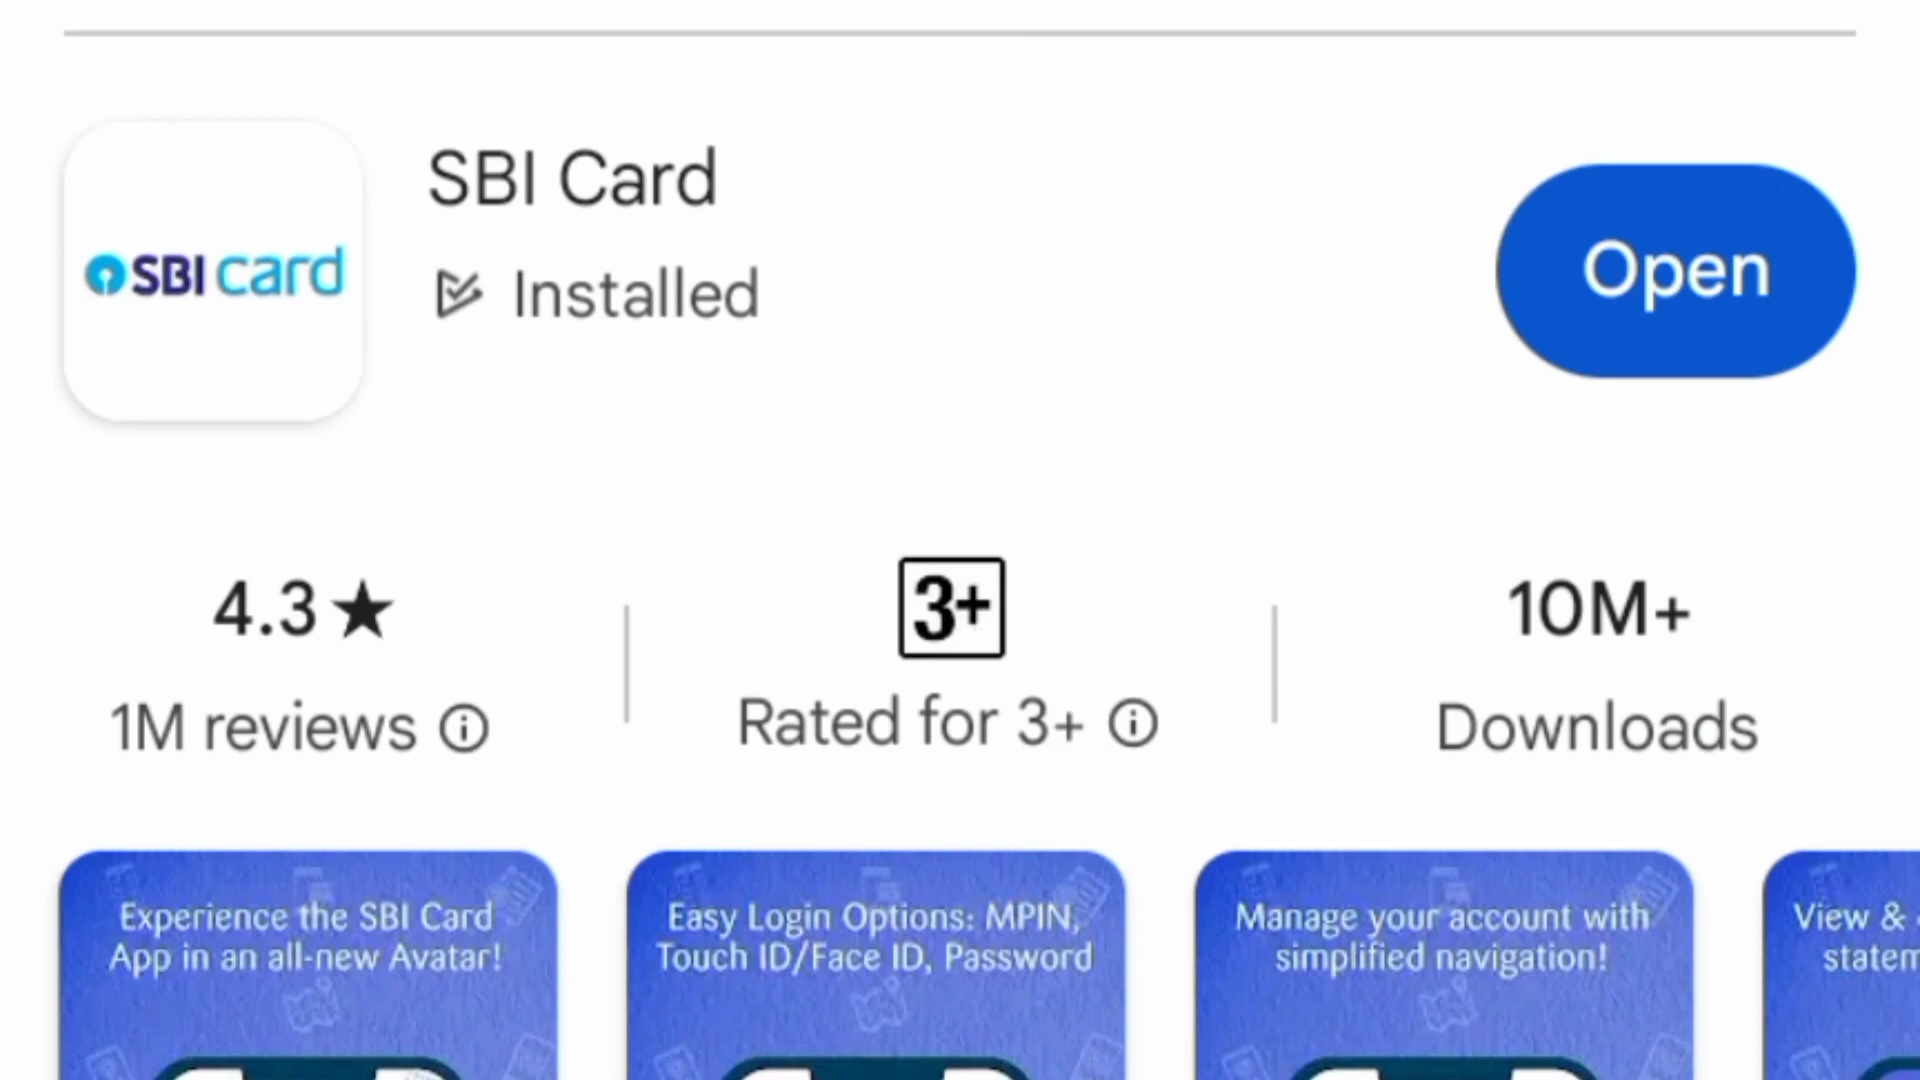 SBI card
SBI Card
Installed
Open
4.3★
1M reviews
3+
Rated for 3+
10M+
Downloads
Experience the SBI Card
App in an all-new Avatar!
Easy Login Options: MPIN,
Touch ID/Face ID, Password
Manage your account with
simplified navigation!
View &